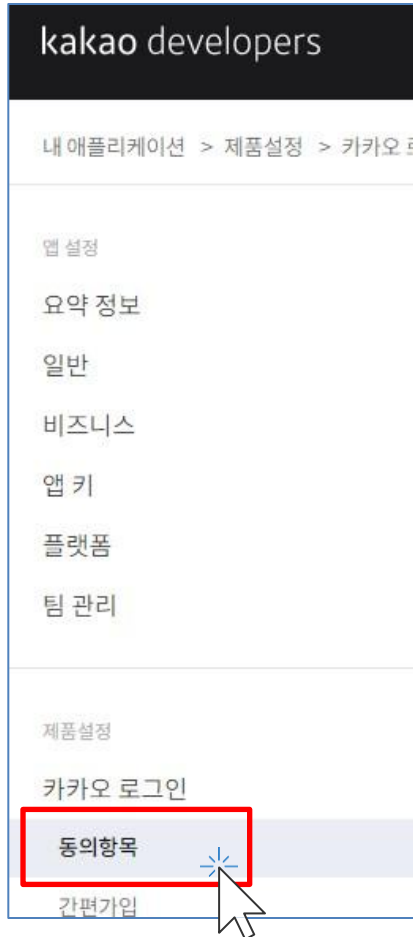 kakao developers
내 애플리케이션 > 제품설정 > 카카오
앱 설정
요약 정보
일반
비즈니스
앱 키
플랫폼
팀 관리
제품설정
카카오 로그인
동의항목
간편가입